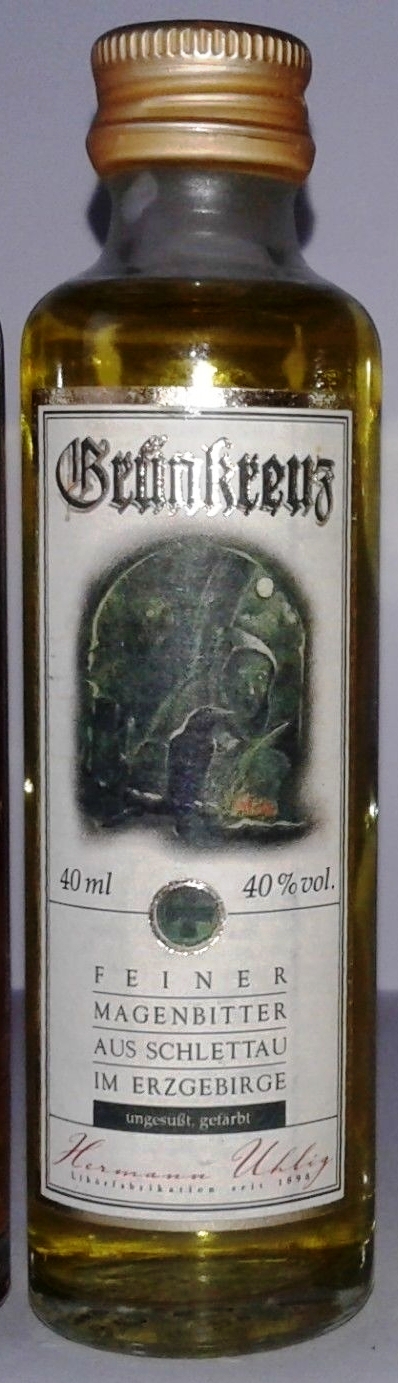 Grünkreuz
40 ml 40 % vol.
FEINER
MAGENBITTER
AUS SCHLETTAU
IM ERZGEBIRGE
ungesüßt, gefärbt
Hermann Uhlig
Likörfabrikation seit 1898